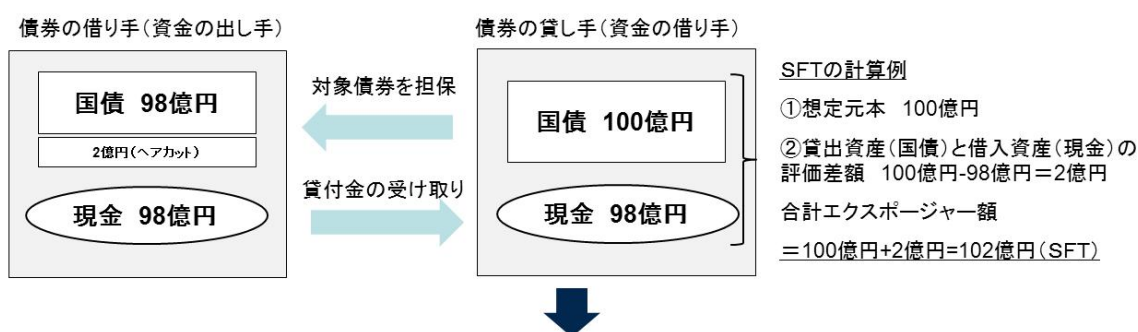 債券の借り手（資金の出し手）
国債 98億円
2億円（ヘアカット）
現金 98億円
対象債券を担保
貸付金の受け取り
債券の貸し手（資金の借り手）
国債 100億円
現金 98億円
SFTの計算例
①想定元本 100億円
②貸出資産（国債）と借入資産（現金）の
評価差額 100億円-98億円＝2億円
合計エクスポージャー額
＝100億円+2億円=102億円（SFT）